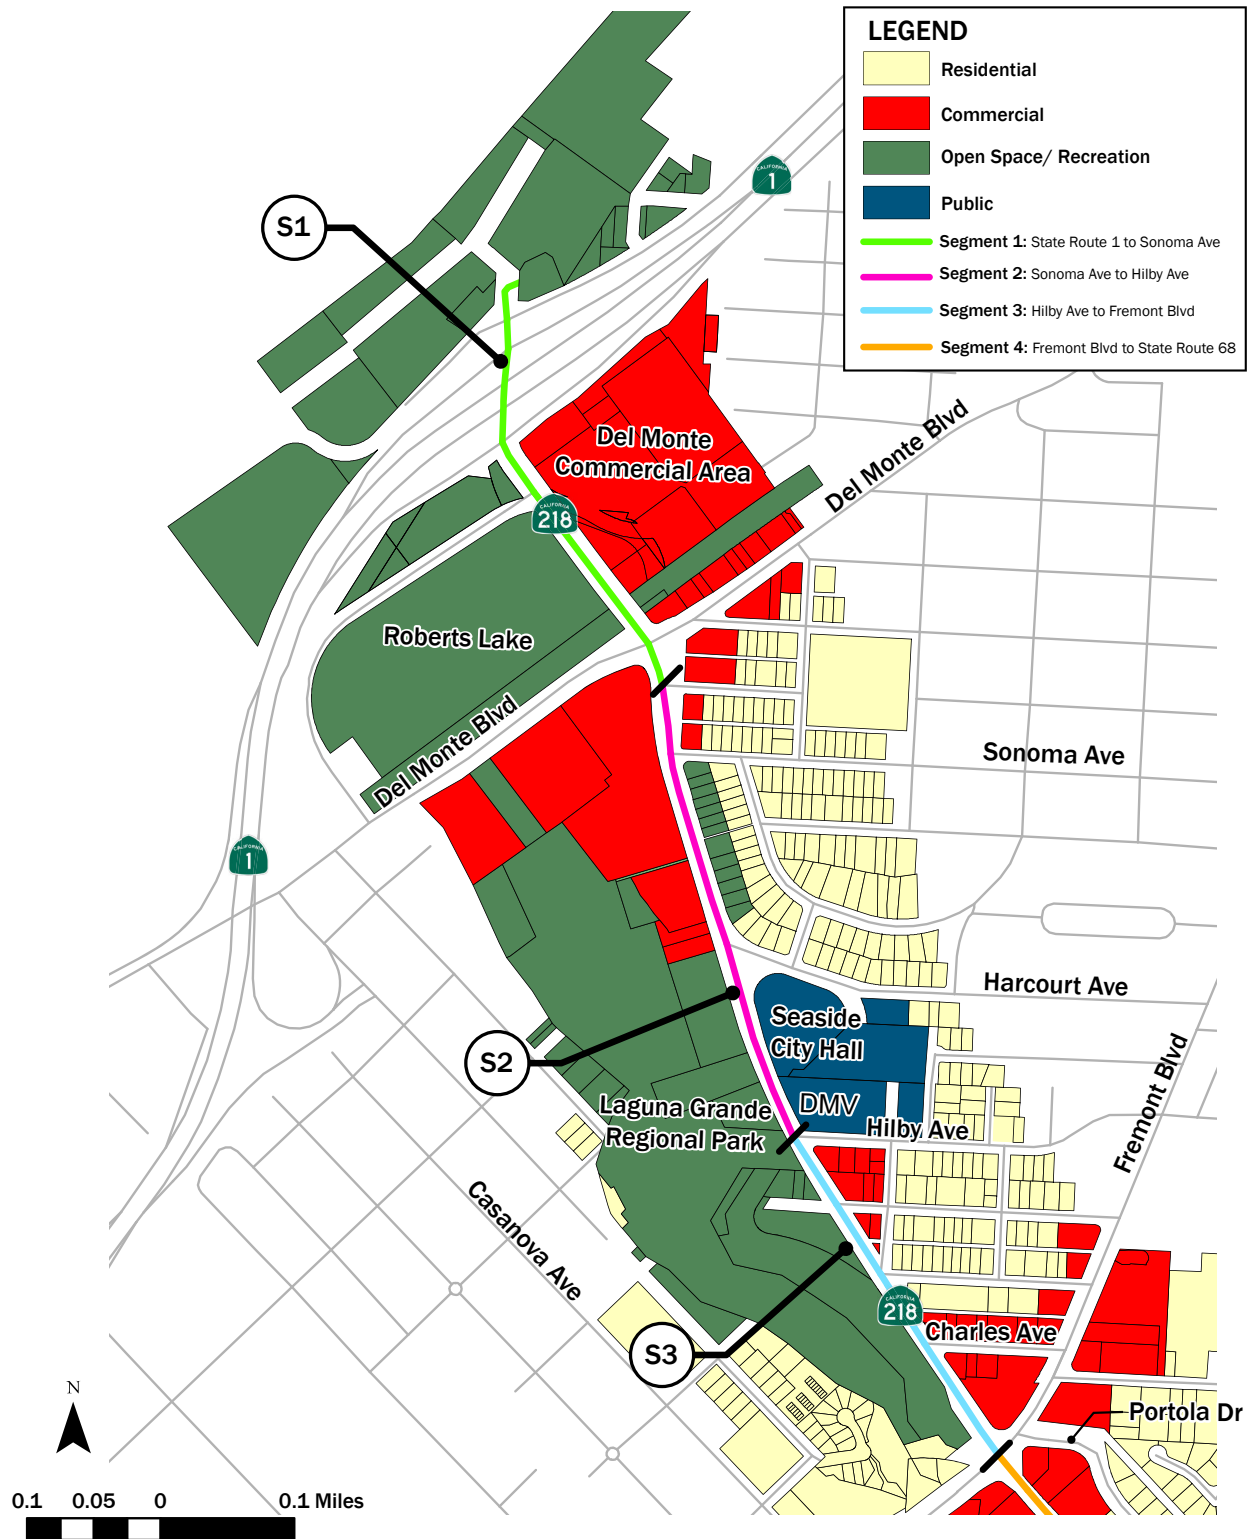 LEGEND
Residential
Commercial
Open Space/ Recreation
Public
Segment 1: State Route 1 to Sonoma Ave
Segment 2: Sonoma Ave to Hilby Ave
Segment 3: Hilby Ave to Fremont Blvd
Segment 4: Fremont Blvd to State Route 68
CALIFORNIA
1
S1
Del Monte
Commercial Area
Del Monte Blvd
CALIFORNIA
218
Roberts Lake
Del Monte Blvd
Sonoma Ave
CALIFORNIA
1
Harcourt Ave
Seaside
City Hall
S2
DMV
Laguna Grande
Regional Park
Hilby Ave
Fremont Blvd
Casanova Ave
CALIFORNIA
218
Charles Ave
S3
Portola Dr
N
0.1 0.05 0 0.1 Miles